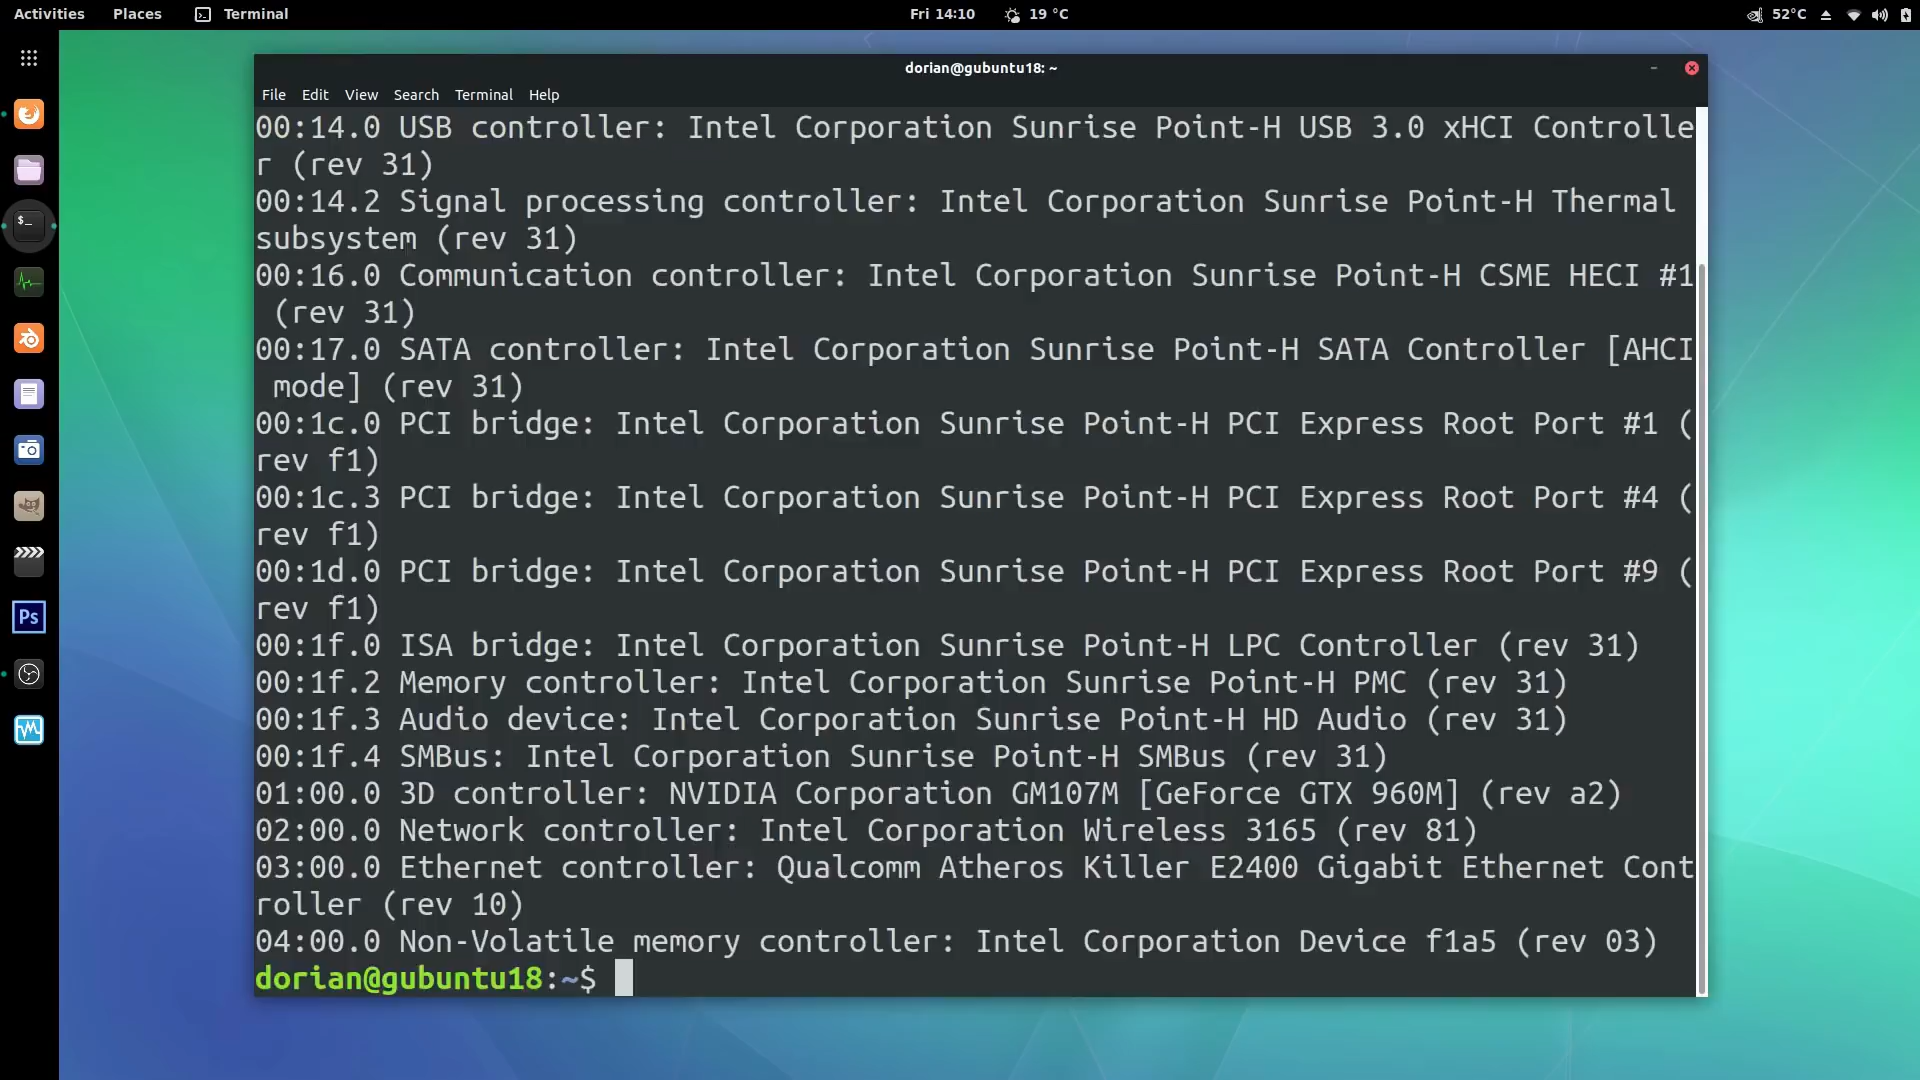 Activities Places Terminal Fri 14:10 19 °C 52°C
dorian@gubuntu18: ~
File Edit View Search Terminal Help
00:14.0 USB controller: Intel Corporation Sunrise Point-H USB 3.0 xHCI Controlle
r (rev 31)
00:14.2 Signal processing controller: Intel Corporation Sunrise Point-H Thermal
subsystem (rev 31)
00:16.0 Communication controller: Intel Corporation Sunrise Point-H CSME HECI #1
 (rev 31)
00:17.0 SATA controller: Intel Corporation Sunrise Point-H SATA Controller [AHCI
 mode] (rev 31)
00:1c.0 PCI bridge: Intel Corporation Sunrise Point-H PCI Express Root Port #1 (
rev f1)
00:1c.3 PCI bridge: Intel Corporation Sunrise Point-H PCI Express Root Port #4 (
rev f1)
00:1d.0 PCI bridge: Intel Corporation Sunrise Point-H PCI Express Root Port #9 (
rev f1)
00:1f.0 ISA bridge: Intel Corporation Sunrise Point-H LPC Controller (rev 31)
00:1f.2 Memory controller: Intel Corporation Sunrise Point-H PMC (rev 31)
00:1f.3 Audio device: Intel Corporation Sunrise Point-H HD Audio (rev 31)
00:1f.4 SMBus: Intel Corporation Sunrise Point-H SMBus (rev 31)
01:00.0 3D controller: NVIDIA Corporation GM107M [GeForce GTX 960M] (rev a2)
02:00.0 Network controller: Intel Corporation Wireless 3165 (rev 81)
03:00.0 Ethernet controller: Qualcomm Atheros Killer E2400 Gigabit Ethernet Cont
roller (rev 10)
04:00.0 Non-Volatile memory controller: Intel Corporation Device f1a5 (rev 03)
dorian@gubuntu18:~$
$_
Ps